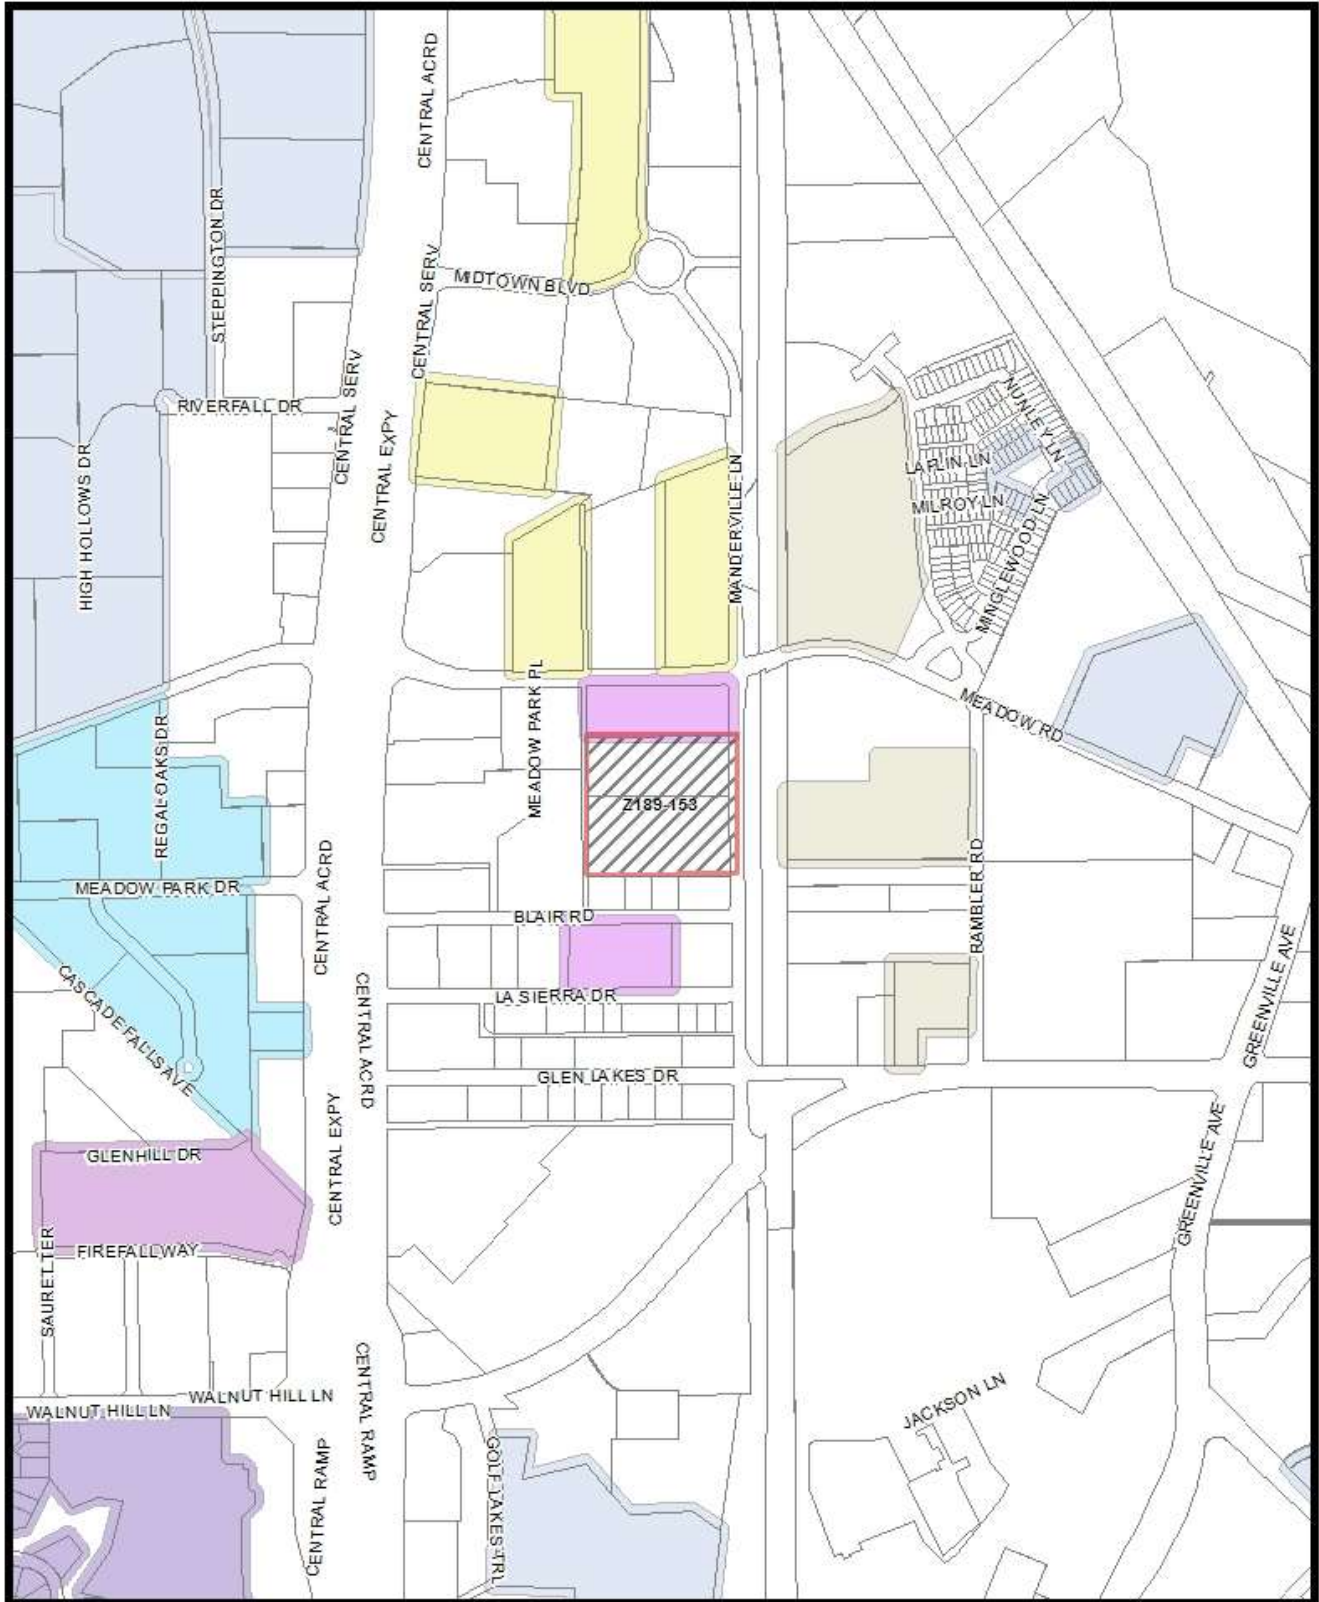 CENTRAL ACRD
STEPPINGTON DR
CENTRAL SERV
MIDTOWN BLVD
CENTRAL SERV
RIVERFALL DR
CENTRAL EXPY
NUNLEY LN
HIGH HOLLOWS DR
LAFLIN LN
MANDERVILLE LN
MILROY LN
MINGLEWOOD LN
MEADOW PARK PL
MEADOW RD
REGAL OAKS DR
Z189-153
CENTRAL ACRD
RAMBLER RD
MEADOW PARK DR
BLAIR RD
GREENVILLE AVE
CASCADE FALLS AVE
LA SIERRA DR
CENTRAL ACRD
GLEN LAKES DR
CENTRAL EXPY
GLENHILL DR
GREENVILLE AVE
SAURET TER
FIREFALL WAY
CENTRAL RAMP
WALNUT HILL LN
WALNUT HILL LN
JACKSON LN
CENTRAL RAMP
GOLF LAKES TRL